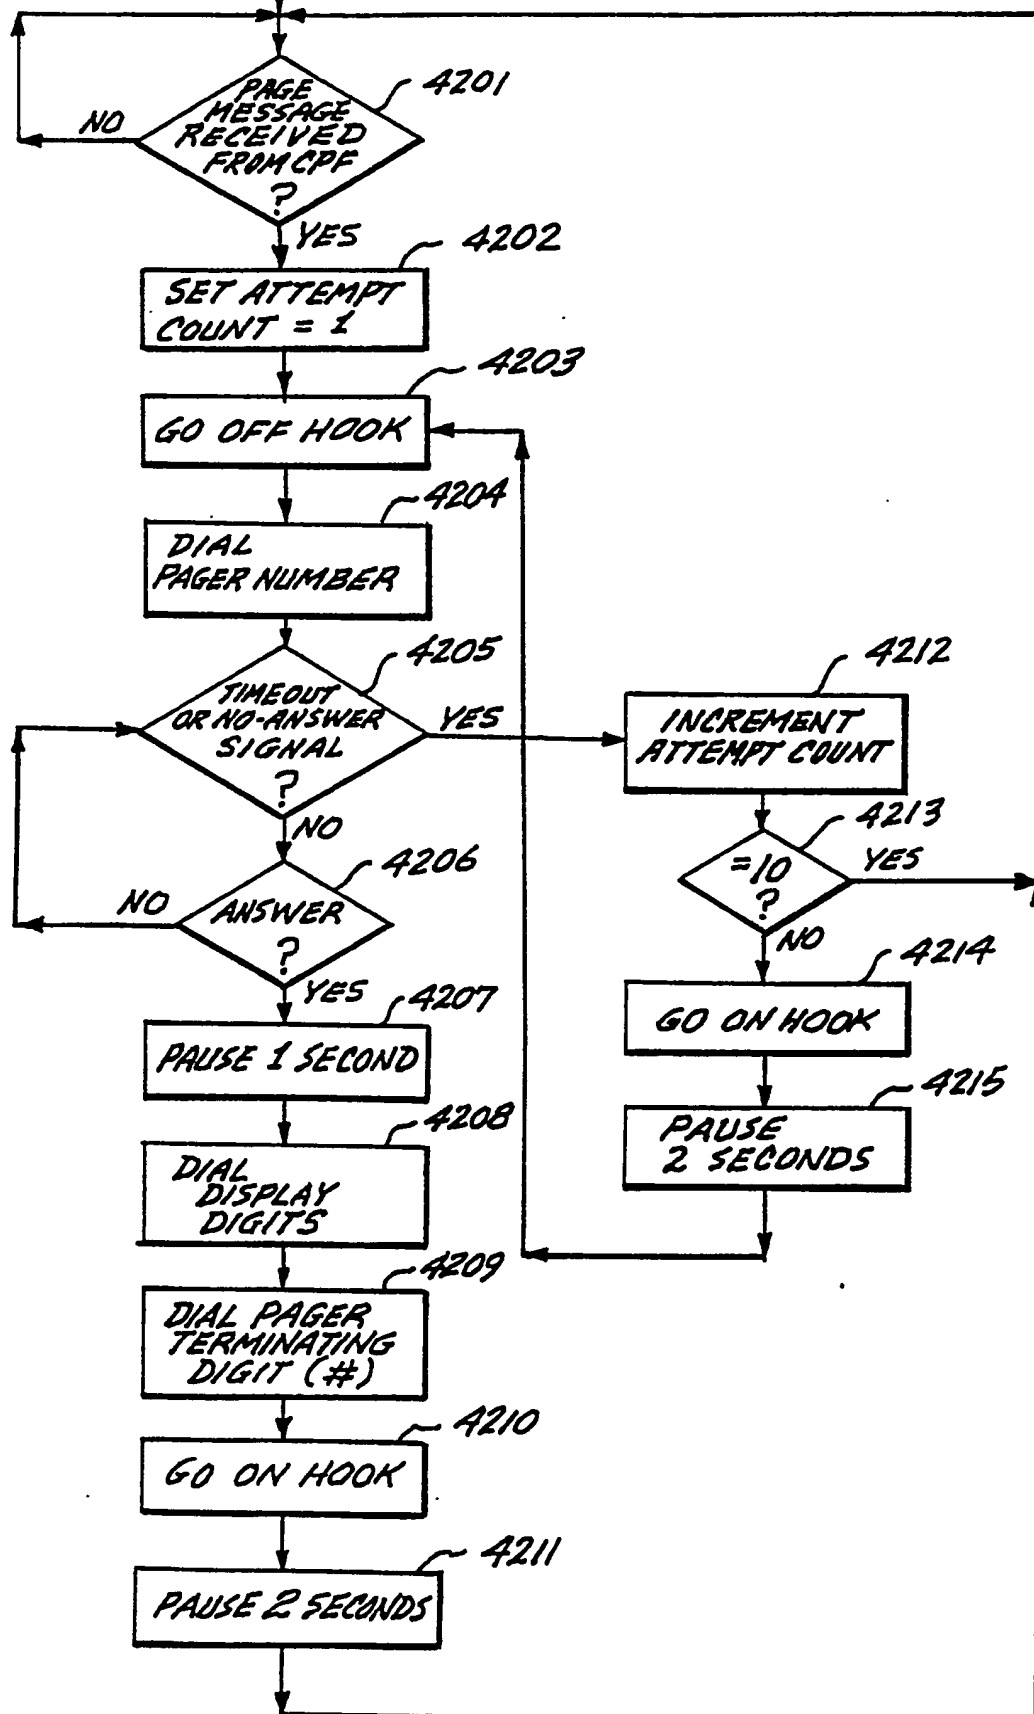 PAGE
MESSAGE
RECEIVED
FROM CPF
?
4201
NO
YES
4202
SET ATTEMPT
COUNT = 1
4203
GO OFF HOOK
4204
DIAL
PAGER NUMBER
4205
TIMEOUT
OR NO-ANSWER
SIGNAL
?
YES
NO
4206
ANSWER
?
NO
YES
4207
PAUSE 1 SECOND
4208
DIAL
DISPLAY
DIGITS
4209
DIAL PAGER
TERMINATING
DIGIT (#)
4210
GO ON HOOK
4211
PAUSE 2 SECONDS
4212
INCREMENT
ATTEMPT COUNT
4213
=10
?
YES
NO
4214
GO ON HOOK
4215
PAUSE
2 SECONDS